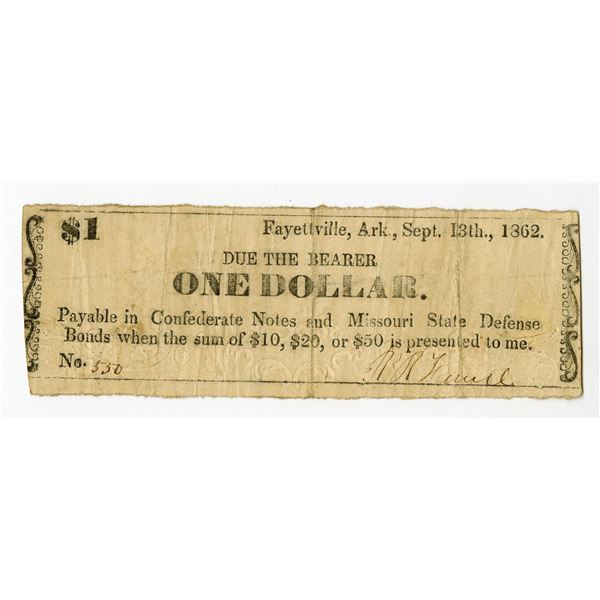 $1 Fayettville, Ark., Sept. 13th., 1862.
DUE THE BEARER
ONE DOLLAR.
Payable in Confederate Notes and Missouri State Defense
Bonds when the sum of $10, $20, or $50 is presented to me.
No. 550